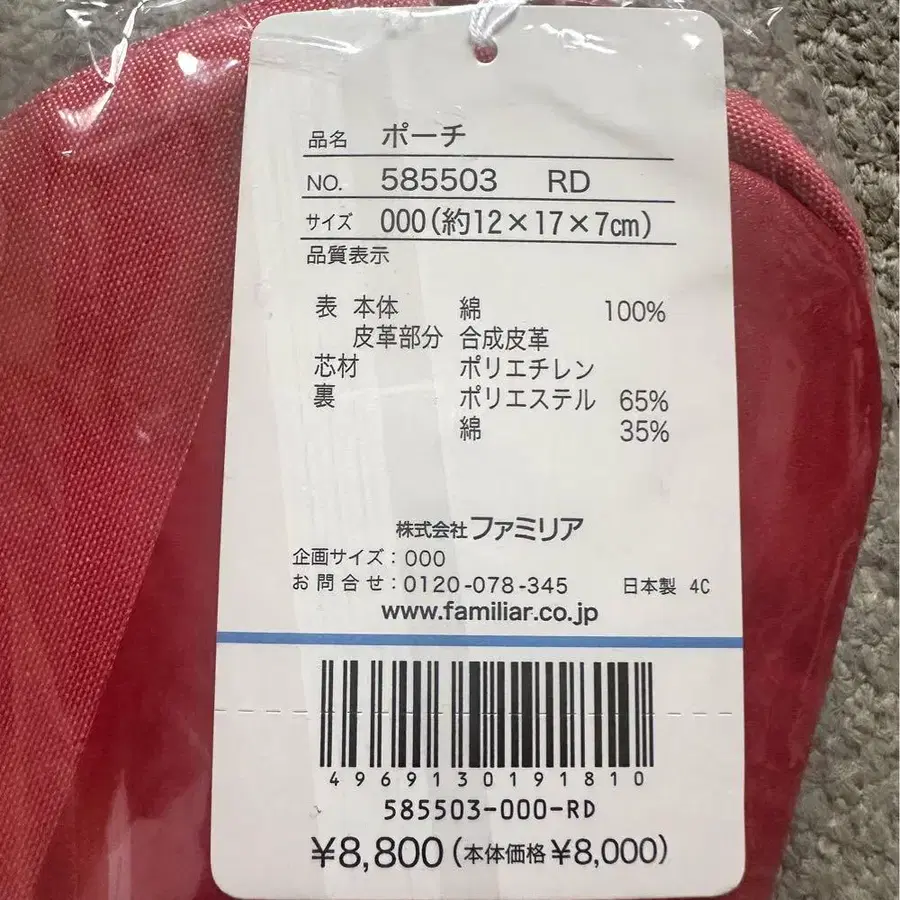 品名 ポーチ
NO. 585503 RD
サイズ 000(約12×17×7cm)
品質表示
表 本体 綿 100%
皮革部分 合成皮革
芯材 ポリエチレン
裏 ポリエステル 65%
綿 35%
株式会社ファミリア
企画サイズ：000
お問合せ：0120-078-345 日本製 4C
www.familiar.co.jp
4969130191810
585503-000-RD
¥8,800(本体価格¥8,000)